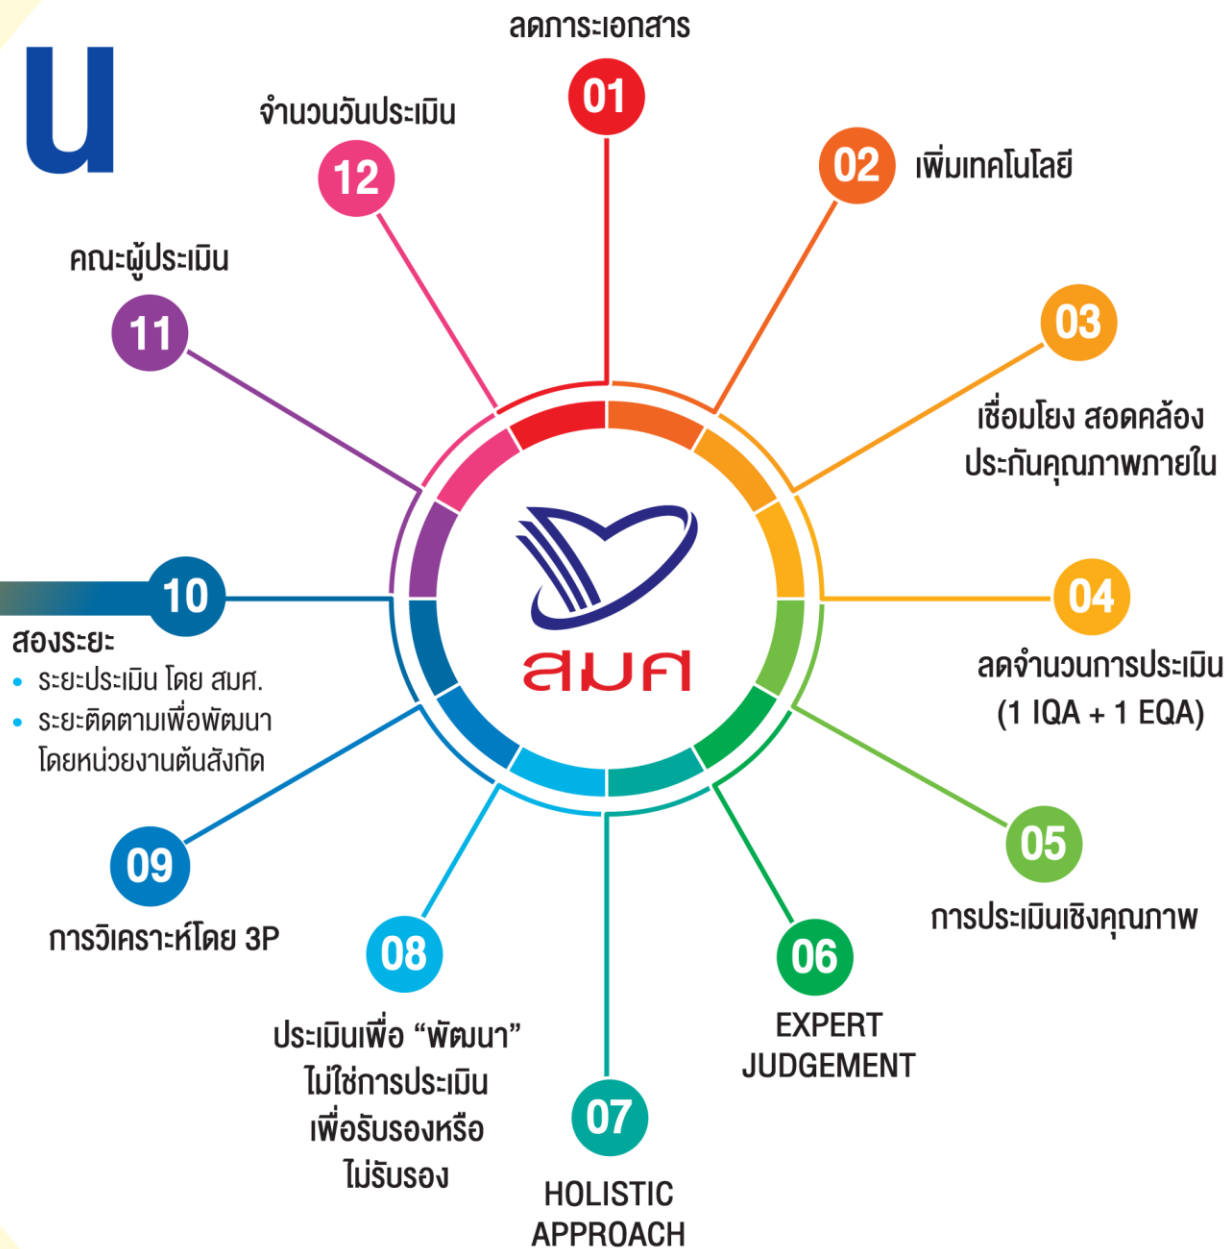 น
01
ลดภาระเอกสาร
02
เพิ่มเทคโนโลยี
03
เชื่อมโยง สอดคล้อง
ประกันคุณภาพภายใน
04
ลดจำนวนการประเมิน
(1 IQA + 1 EQA)
05
การประเมินเชิงคุณภาพ
06
EXPERT
JUDGEMENT
07
HOLISTIC
APPROACH
08
ประเมินเพื่อ “พัฒนา”
ไม่ใช่การประเมิน
เพื่อรับรองหรือ
ไม่รับรอง
09
การวิเคราะห์โดย 3P
10
สองระยะ
• ระยะประเมิน โดย สมศ.
• ระยะติดตามเพื่อพัฒนา
โดยหน่วยงานต้นสังกัด
11
คณะผู้ประเมิน
12
จำนวนวันประเมิน
สมศ